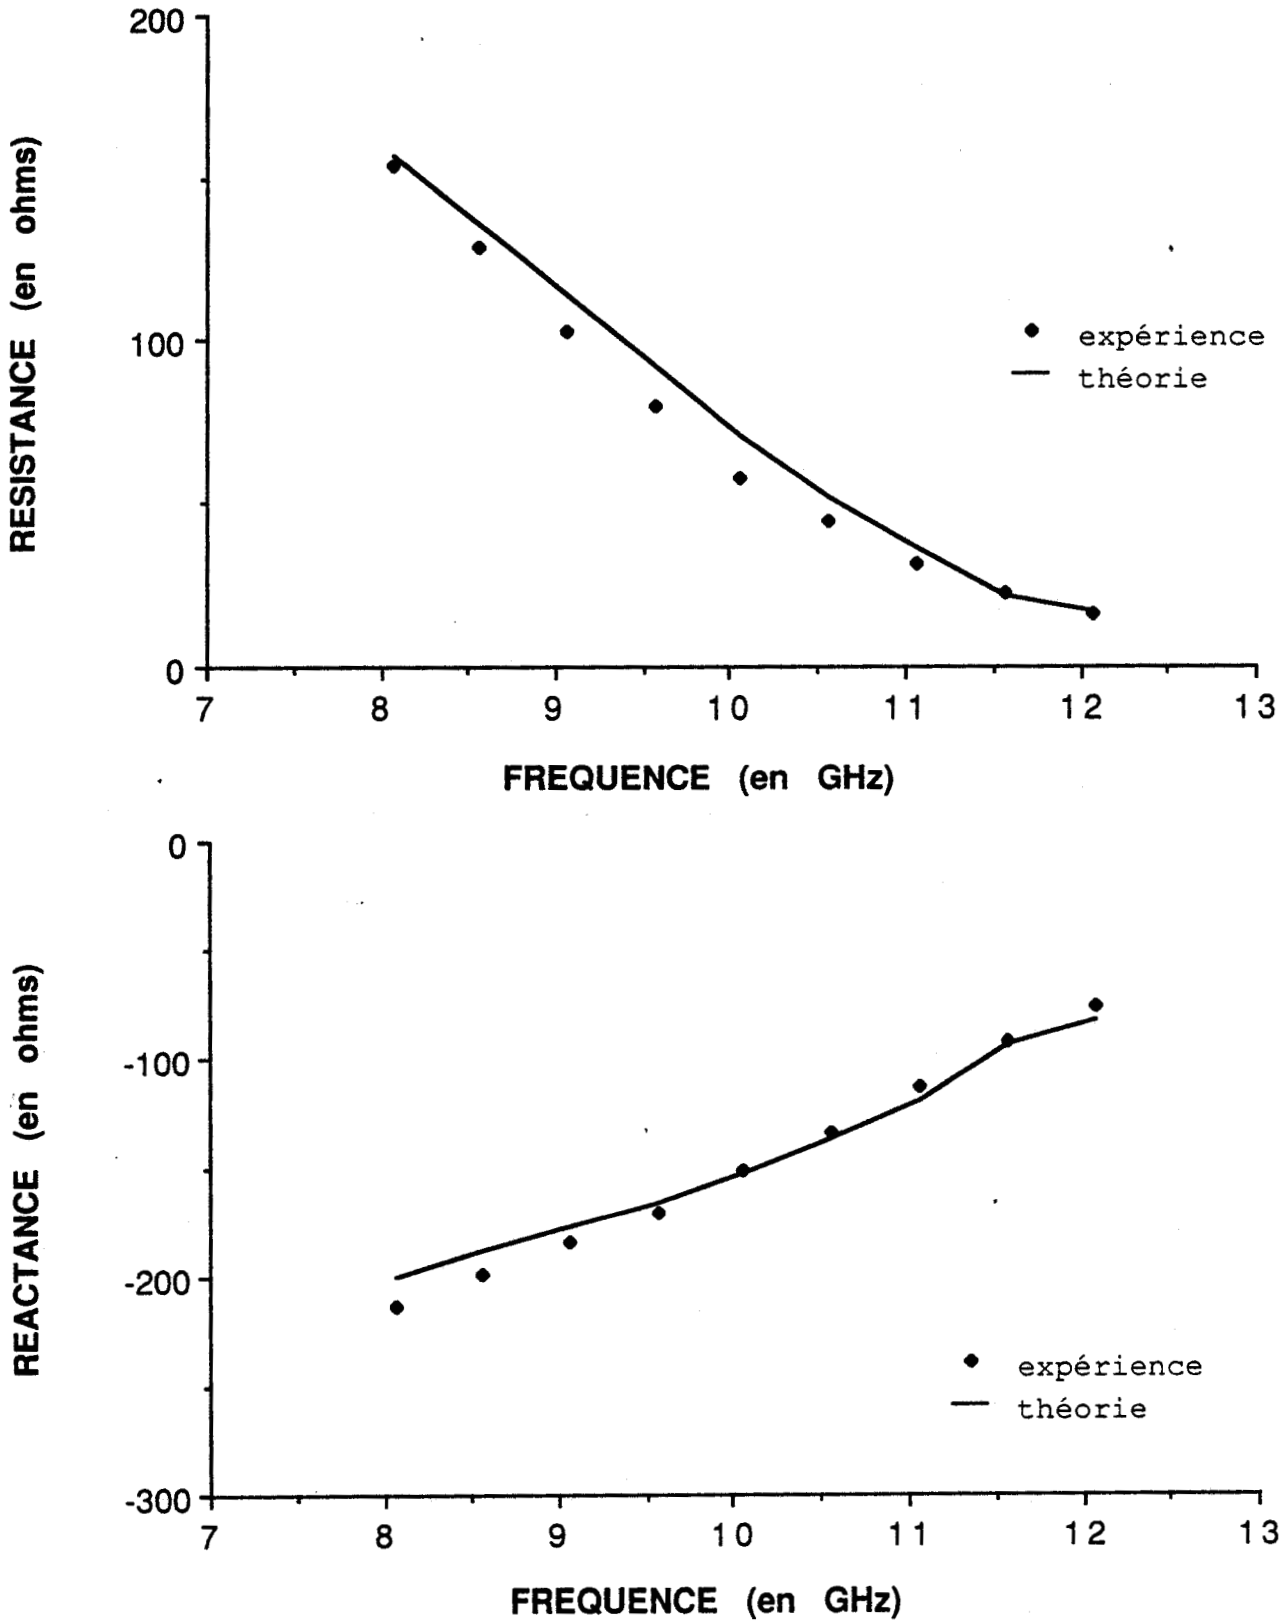 200
100
0
RESISTANCE (en ohms)
expérience
théorie
7 8 9 10 11 12 13
FREQUENCE (en GHz)
0
-100
-200
-300
REACTANCE (en ohms)
expérience
théorie
7 8 9 10 11 12 13
FREQUENCE (en GHz)